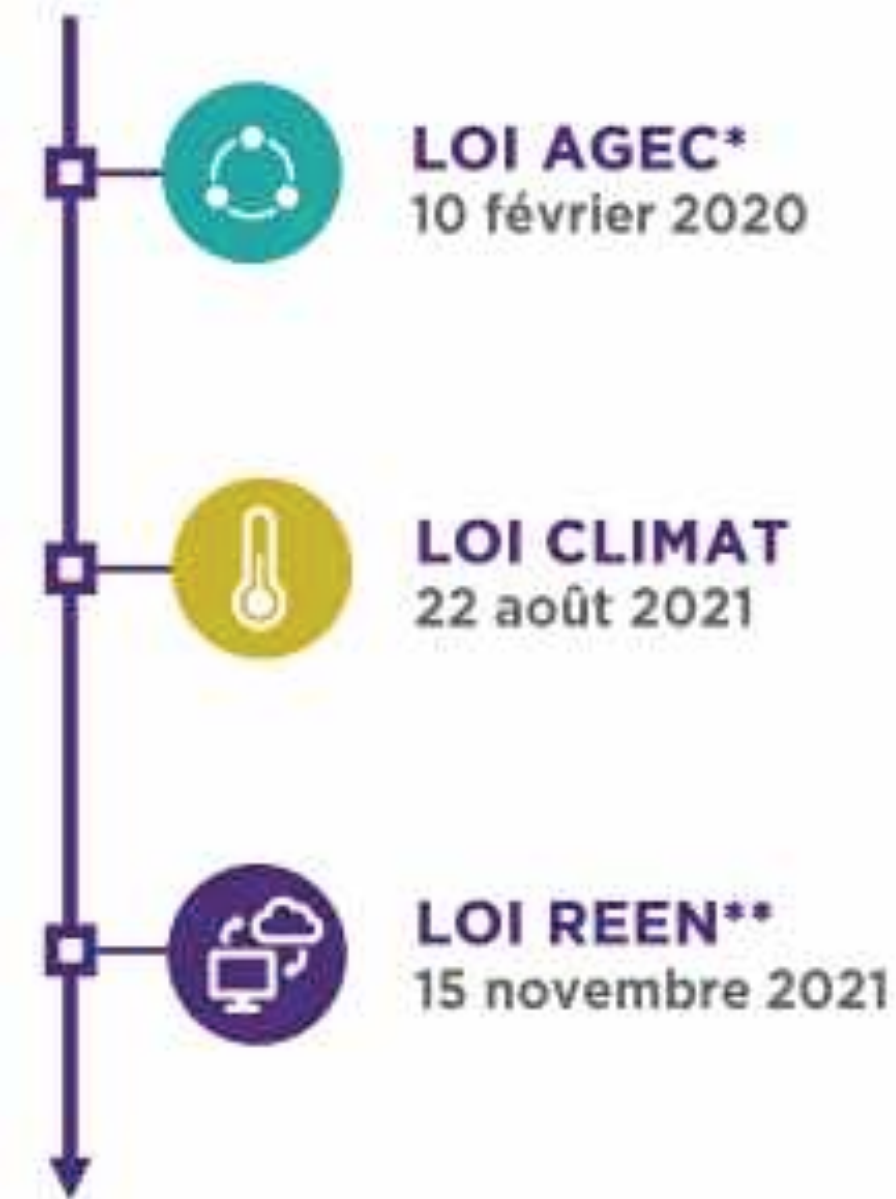 LOI AGEC*
10 février 2020
LOI CLIMAT
22 août 2021
LOI REEN**
15 novembre 2021